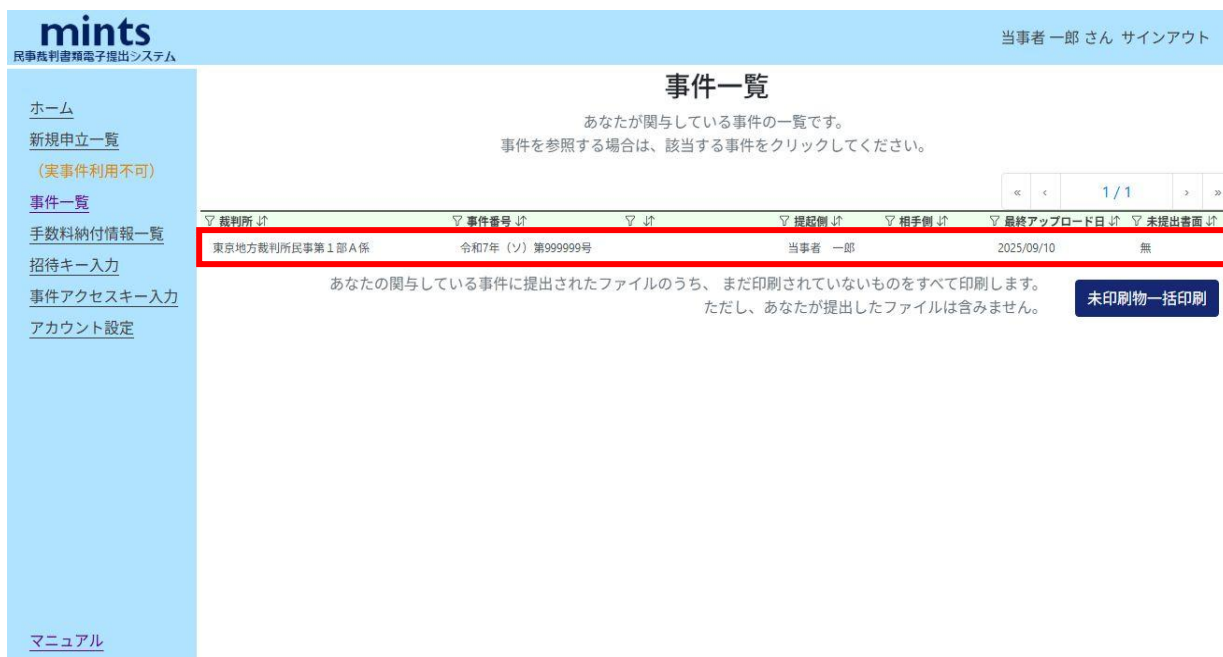 mints
民事裁判書類電子提出システム
当事者 一郎 さん サインアウト
ホーム
新規申立一覧
（実事件利用不可）
事件一覧
手数料納付情報一覧
招待キー入力
事件アクセスキー入力
アカウント設定
マニュアル
事件一覧
あなたが関与している事件の一覧です。
事件を参照する場合は、該当する事件をクリックしてください。
« ‹ 1 / 1 › »
裁判所 事件番号 提起側 相手側 最終アップロード日 未提出書面
東京地方裁判所民事第１部Ａ係 令和7年（ソ）第999999号 当事者　一郎 2025/09/10 無
あなたの関与している事件に提出されたファイルのうち、 まだ印刷されていないものをすべて印刷します。
ただし、あなたが提出したファイルは含みません。
未印刷物一括印刷